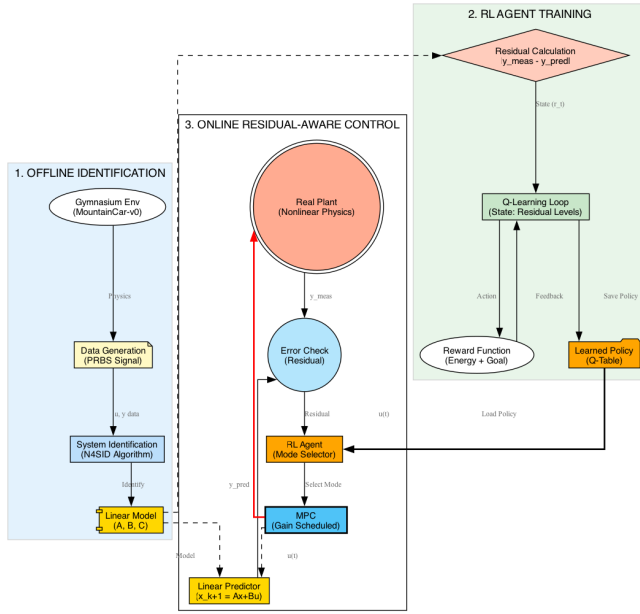 2. RL AGENT TRAINING
Residual Calculation
|y_meas - y_pred|
State (r_t)
Q-Learning Loop
(State: Residual Levels)
Action
Feedback
Save Policy
Reward Function
(Energy + Goal)
Learned Policy
(Q-Table)
Load Policy
3. ONLINE RESIDUAL-AWARE CONTROL
Real Plant
(Nonlinear Physics)
y_meas
Error Check
(Residual)
Residual
u(t)
RL Agent
(Mode Selector)
y_pred
Select Mode
MPC
(Gain Scheduled)
u(t)
Linear Predictor
(x_k+1 = Ax+Bu)
1. OFFLINE IDENTIFICATION
Gymnasium Env
(MountainCar-v0)
Physics
Data Generation
(PRBS Signal)
u, y data
System Identification
(N4SID Algorithm)
Identify
Linear Model
(A, B, C)
Model